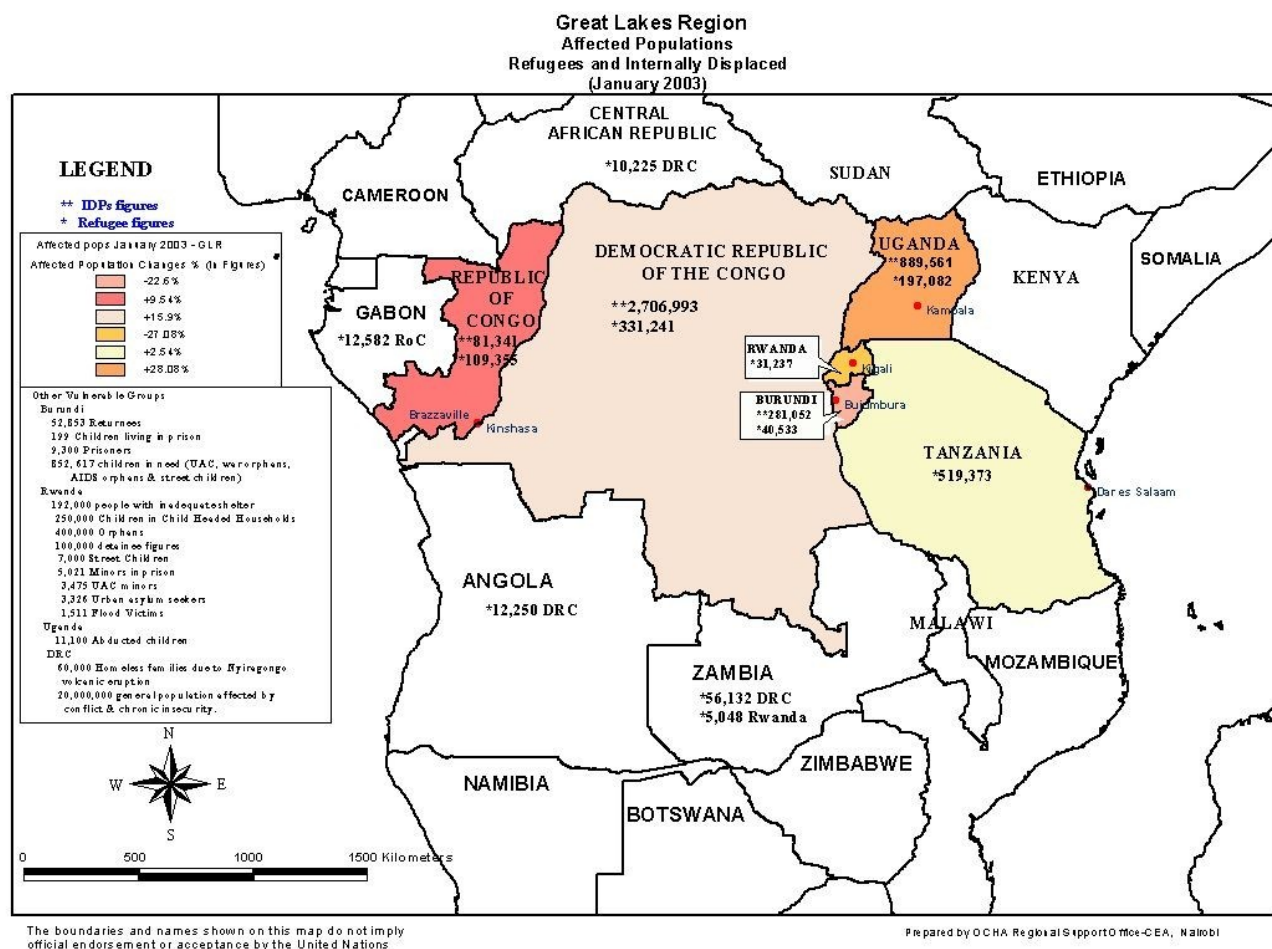 Great Lakes Region
Affected Populations
Refugees and Internally Displaced
(January 2003)
LEGEND
** IDPs figures
* Refugee figures
Affected pops January 2003 - GLR
Affected Population Changes % (In Figures)
-22.6%
+9.54%
+15.9%
-27.08%
+2.54%
+28.08%
Other Vulnerable Groups
Burundi
52,853 Returnees
199 Children living in prison
9,300 Prisoners
852,617 children in need (UAC, war orphans,
AIDS orphans & street children)
Rwanda
192,000 people with inadequate shelter
250,000 Children in Child Headed Households
400,000 Orphans
100,000 detainee figures
7,000 Street Children
5,021 Minors in prison
3,475 UAC minors
3,326 Urban asylum seekers
1,511 Flood Victims
Uganda
11,100 Abducted children
DRC
60,000 Homeless families due to Nyiragongo
volcanic eruption
20,000,000 general population affected by
conflict & chronic insecurity.
CENTRAL
AFRICAN REPUBLIC
*10,225 DRC
SUDAN
ETHIOPIA
CAMEROON
SOMALIA
UGANDA
**889,561
*197,082
Kampala
KENYA
DEMOCRATIC REPUBLIC
OF THE CONGO
**2,706,993
*331,241
REPUBLIC
OF
CONGO
**81,341
*109,355
GABON
*12,582 RoC
RWANDA
*31,237
Kigali
BURUNDI
**281,052
*40,533
Bujumbura
Brazzaville
Kinshasa
TANZANIA
*519,373
Dar es Salaam
ANGOLA
*12,250 DRC
MALAWI
MOZAMBIQUE
ZAMBIA
*56,132 DRC
*5,048 Rwanda
ZIMBABWE
NAMIBIA
BOTSWANA
N
W
E
S
0 500 1000 1500 Kilometers
The boundaries and names shown on this map do not imply
official endorsement or acceptance by the United Nations
Prepared by OCHA Regional Support Office-CEA, Nairobi